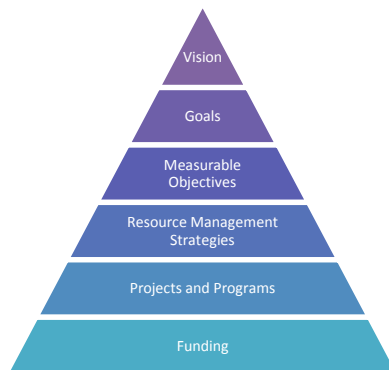 Vision
Goals
Measurable
Objectives
Resource Management
Strategies
Projects and Programs
Funding